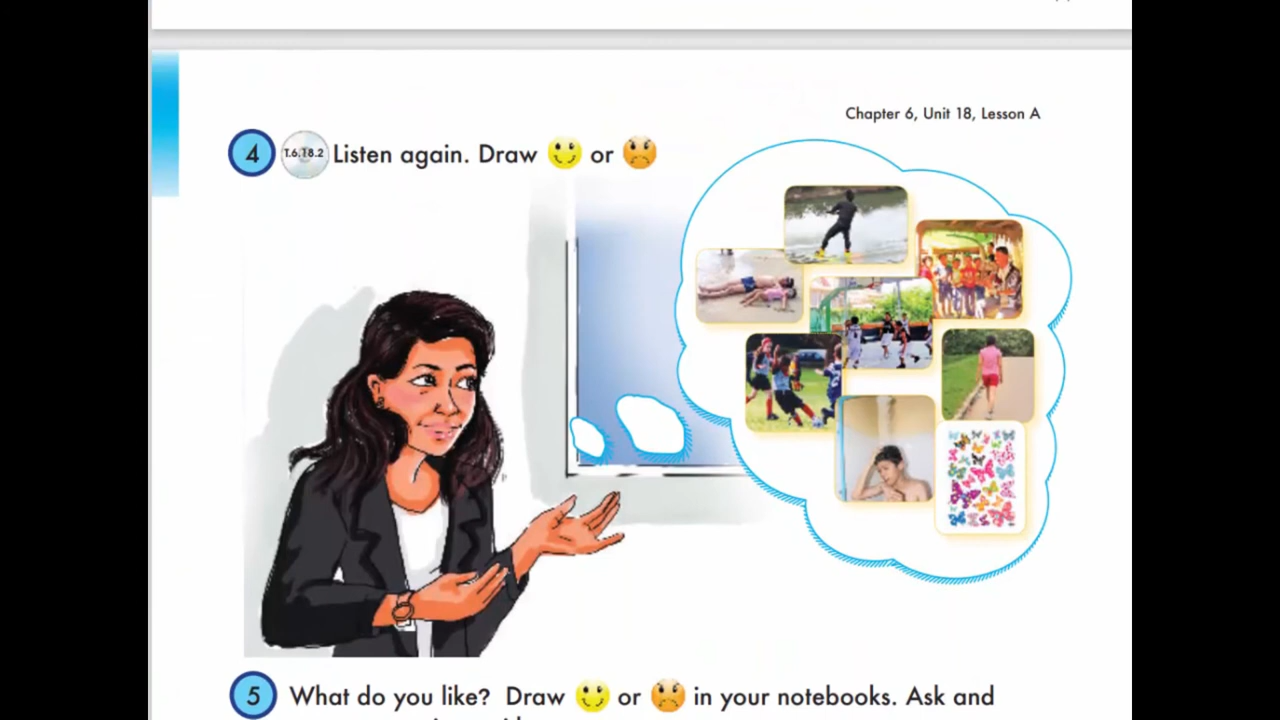 Chapter 6, Unit 18, Lesson A
4 T.6,18.2 Listen again. Draw or
5 What do you like? Draw or in your notebooks. Ask and